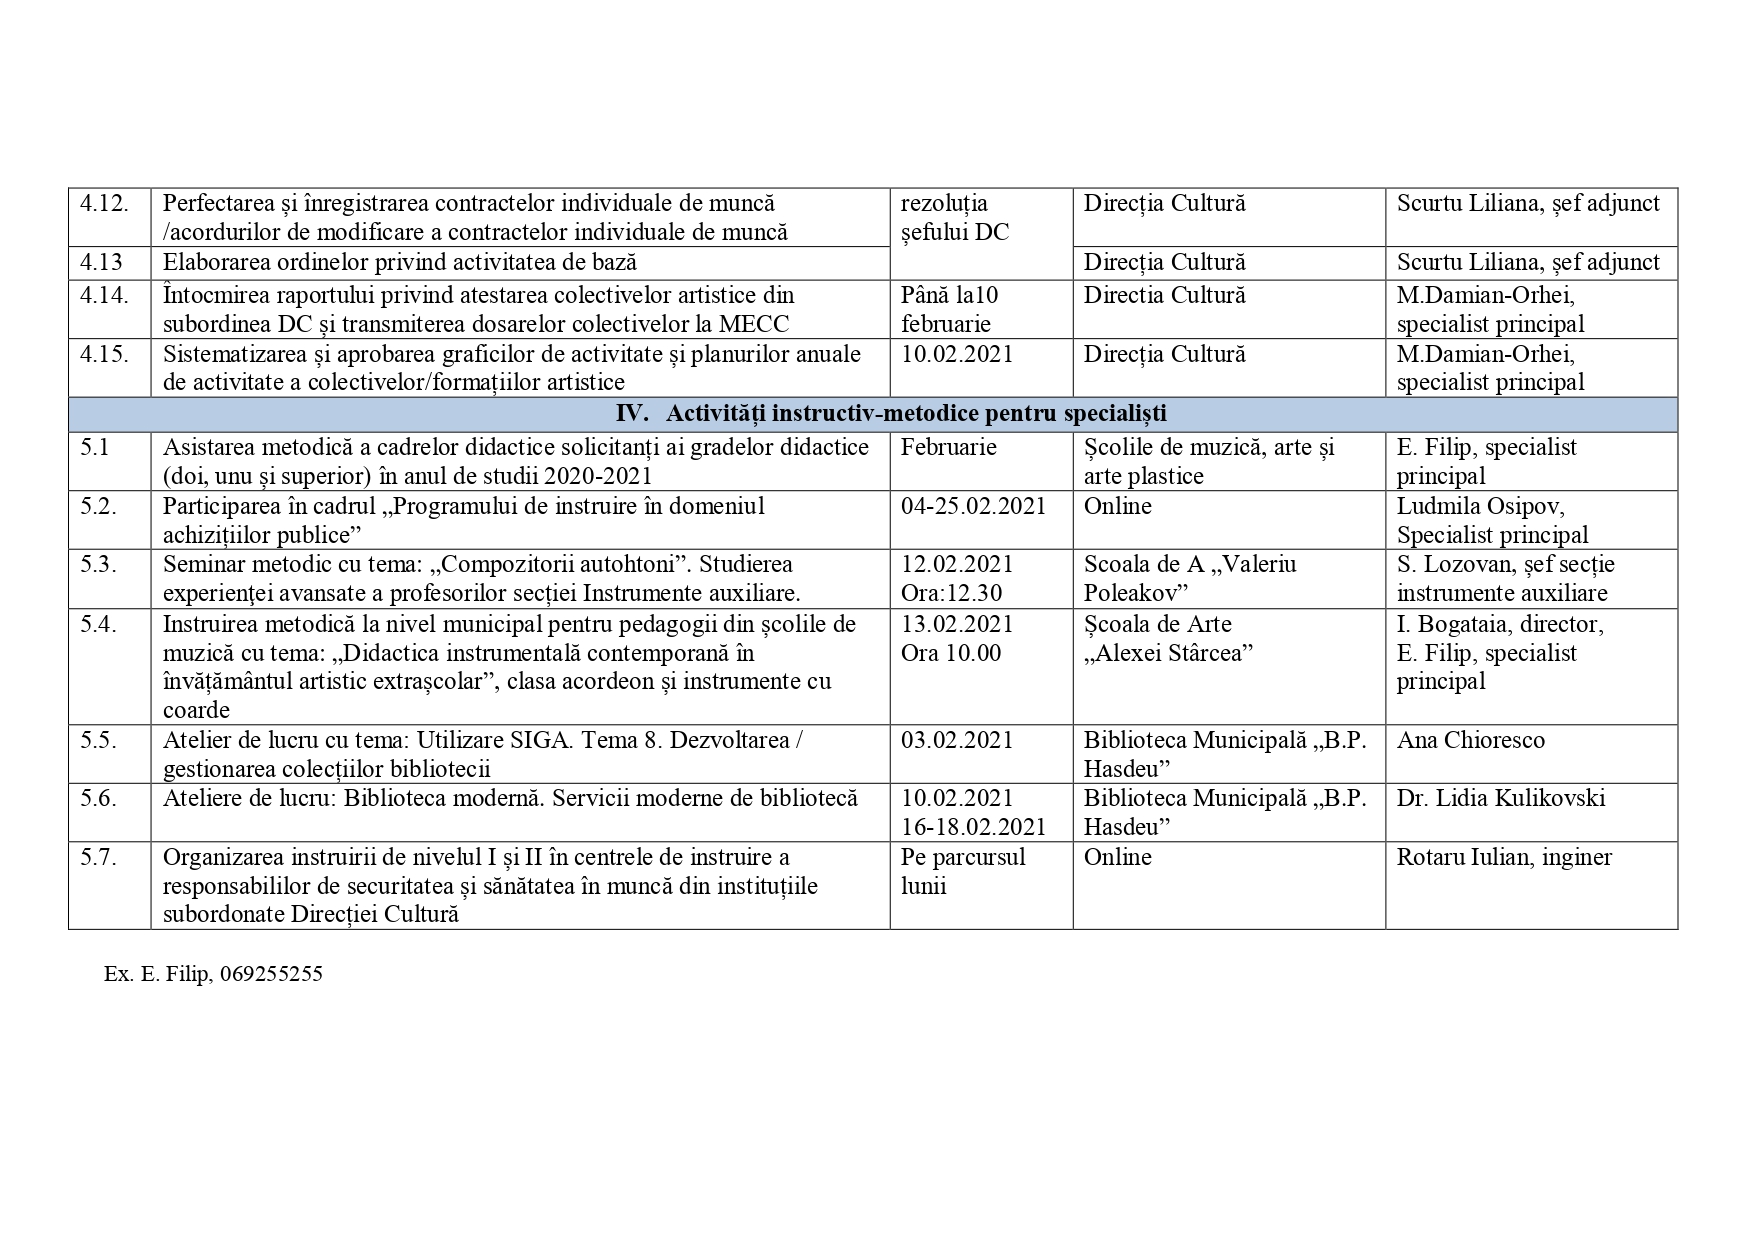 4.12.
Perfectarea și înregistrarea contractelor individuale de muncă
/acordurilor de modificare a contractelor individuale de muncă
rezoluția
șefului DC
Direcția Cultură
Scurtu Liliana, șef adjunct
4.13
Elaborarea ordinelor privind activitatea de bază
Direcția Cultură
Scurtu Liliana, șef adjunct
4.14.
Întocmirea raportului privind atestarea colectivelor artistice din
subordinea DC și transmiterea dosarelor colectivelor la MECC
Până la10
februarie
Directia Cultură
M.Damian-Orhei,
specialist principal
4.15.
Sistematizarea și aprobarea graficilor de activitate și planurilor anuale
de activitate a colectivelor/formațiilor artistice
10.02.2021
Direcția Cultură
M.Damian-Orhei,
specialist principal
IV. Activități instructiv-metodice pentru specialiști
5.1
Asistarea metodică a cadrelor didactice solicitanți ai gradelor didactice
(doi, unu și superior) în anul de studii 2020-2021
Februarie
Școlile de muzică, arte și
arte plastice
E. Filip, specialist
principal
5.2.
Participarea în cadrul „Programului de instruire în domeniul
achizițiilor publice”
04-25.02.2021
Online
Ludmila Osipov,
Specialist principal
5.3.
Seminar metodic cu tema: „Compozitorii autohtoni”. Studierea
experienţei avansate a profesorilor secției Instrumente auxiliare.
12.02.2021
Ora:12.30
Scoala de A „Valeriu
Poleakov”
S. Lozovan, șef secție
instrumente auxiliare
5.4.
Instruirea metodică la nivel municipal pentru pedagogii din școlile de
muzică cu tema: „Didactica instrumentală contemporană în
învățământul artistic extrașcolar”, clasa acordeon și instrumente cu
coarde
13.02.2021
Ora 10.00
Școala de Arte
„Alexei Stârcea”
I. Bogataia, director,
E. Filip, specialist
principal
5.5.
Atelier de lucru cu tema: Utilizare SIGA. Tema 8. Dezvoltarea /
gestionarea colecțiilor bibliotecii
03.02.2021
Biblioteca Municipală „B.P.
Hasdeu”
Ana Chioresco
5.6.
Ateliere de lucru: Biblioteca modernă. Servicii moderne de bibliotecă
10.02.2021
16-18.02.2021
Biblioteca Municipală „B.P.
Hasdeu”
Dr. Lidia Kulikovski
5.7.
Organizarea instruirii de nivelul I și II în centrele de instruire a
responsabililor de securitatea și sănătatea în muncă din instituțiile
subordonate Direcției Cultură
Pe parcursul
lunii
Online
Rotaru Iulian, inginer
Ex. E. Filip, 069255255